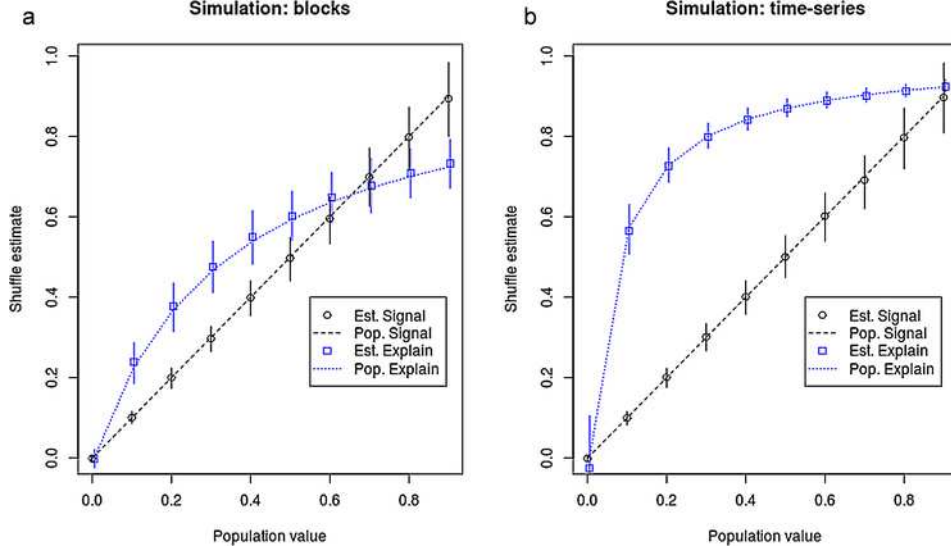 a
Simulation: blocks
Shuffle estimate
1.0
0.8
0.6
0.4
0.2
0.0
Est. Signal
Pop. Signal
Est. Explain
Pop. Explain
0.0 0.2 0.4 0.6 0.8
Population value
b
Simulation: time-series
Shuffle estimate
1.0
0.8
0.6
0.4
0.2
0.0
Est. Signal
Pop. Signal
Est. Explain
Pop. Explain
0.0 0.2 0.4 0.6 0.8
Population value